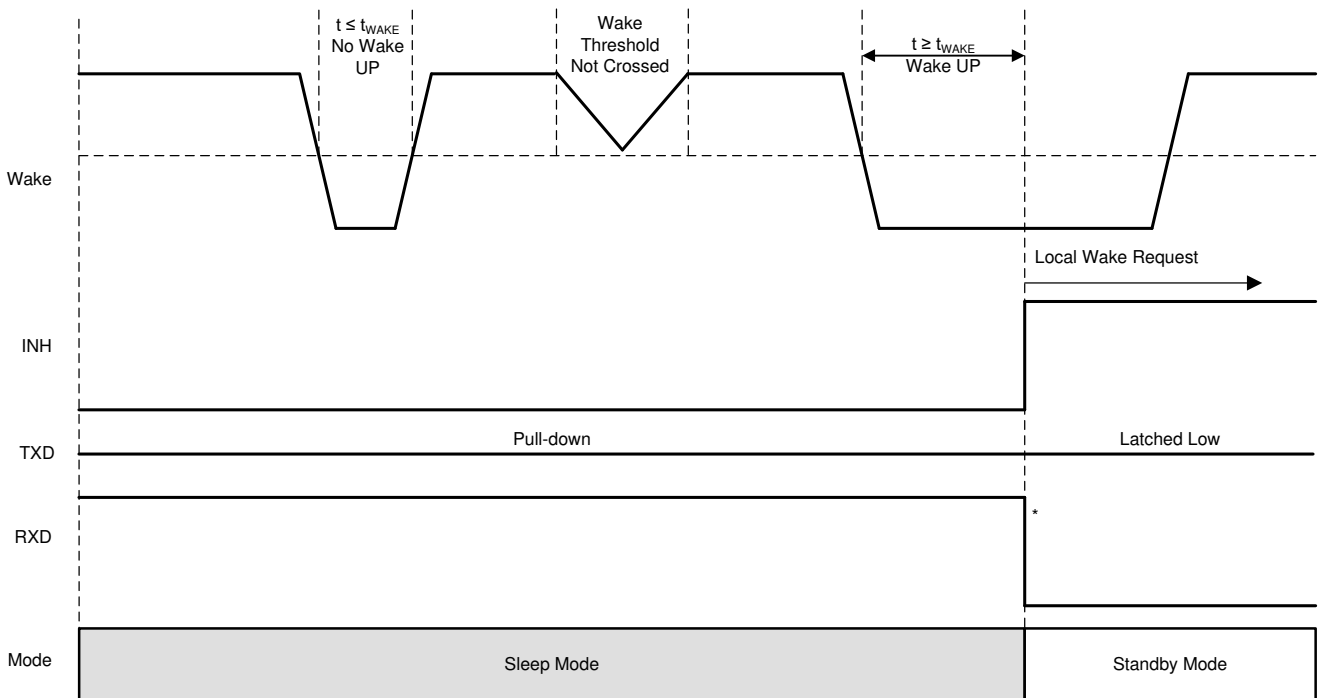 t ≤ tWAKE
No Wake
UP
Wake
Threshold
Not Crossed
t ≥ tWAKE
Wake UP
Wake
Local Wake Request
INH
Pull-down
Latched Low
TXD
*
RXD
Mode
Sleep Mode
Standby Mode